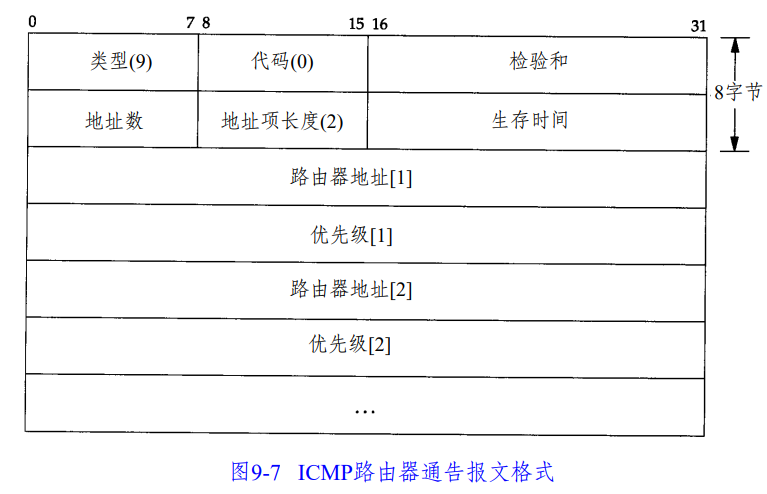 0 7 8 15 16 31
类型(9) 代码(0) 检验和
8字节
地址数 地址项长度(2) 生存时间
路由器地址[1]
优先级[1]
路由器地址[2]
优先级[2]
…
图9-7 ICMP路由器通告报文格式